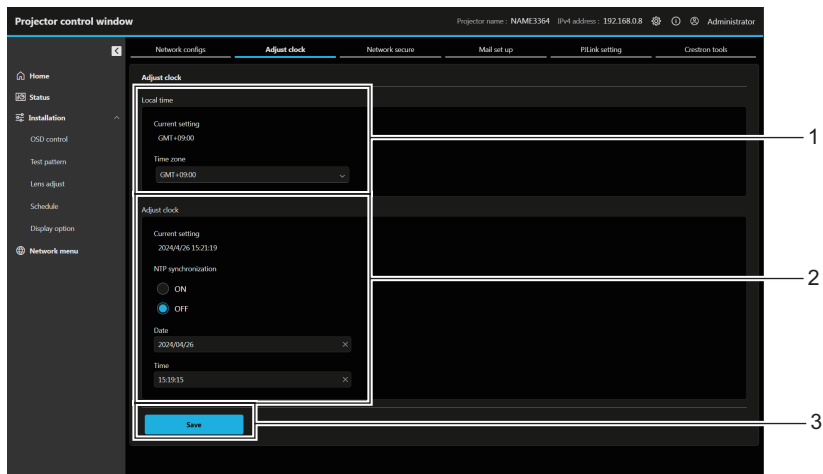 Projector control window
Projector name : NAME3364 IPv4 address : 192.168.0.8 Administrator
Network configs Adjust clock Network secure Mail set up PJLink setting Crestron tools
Home
Status
Installation
OSD control
Test pattern
Lens adjust
Schedule
Display option
Network menu
Adjust clock
Local time
Current setting
GMT+09:00
Time zone
GMT+09:00
1
Adjust clock
Current setting
2024/4/26 15:21:19
NTP synchronization
ON
OFF
Date
2024/04/26
Time
15:19:15
2
Save
3